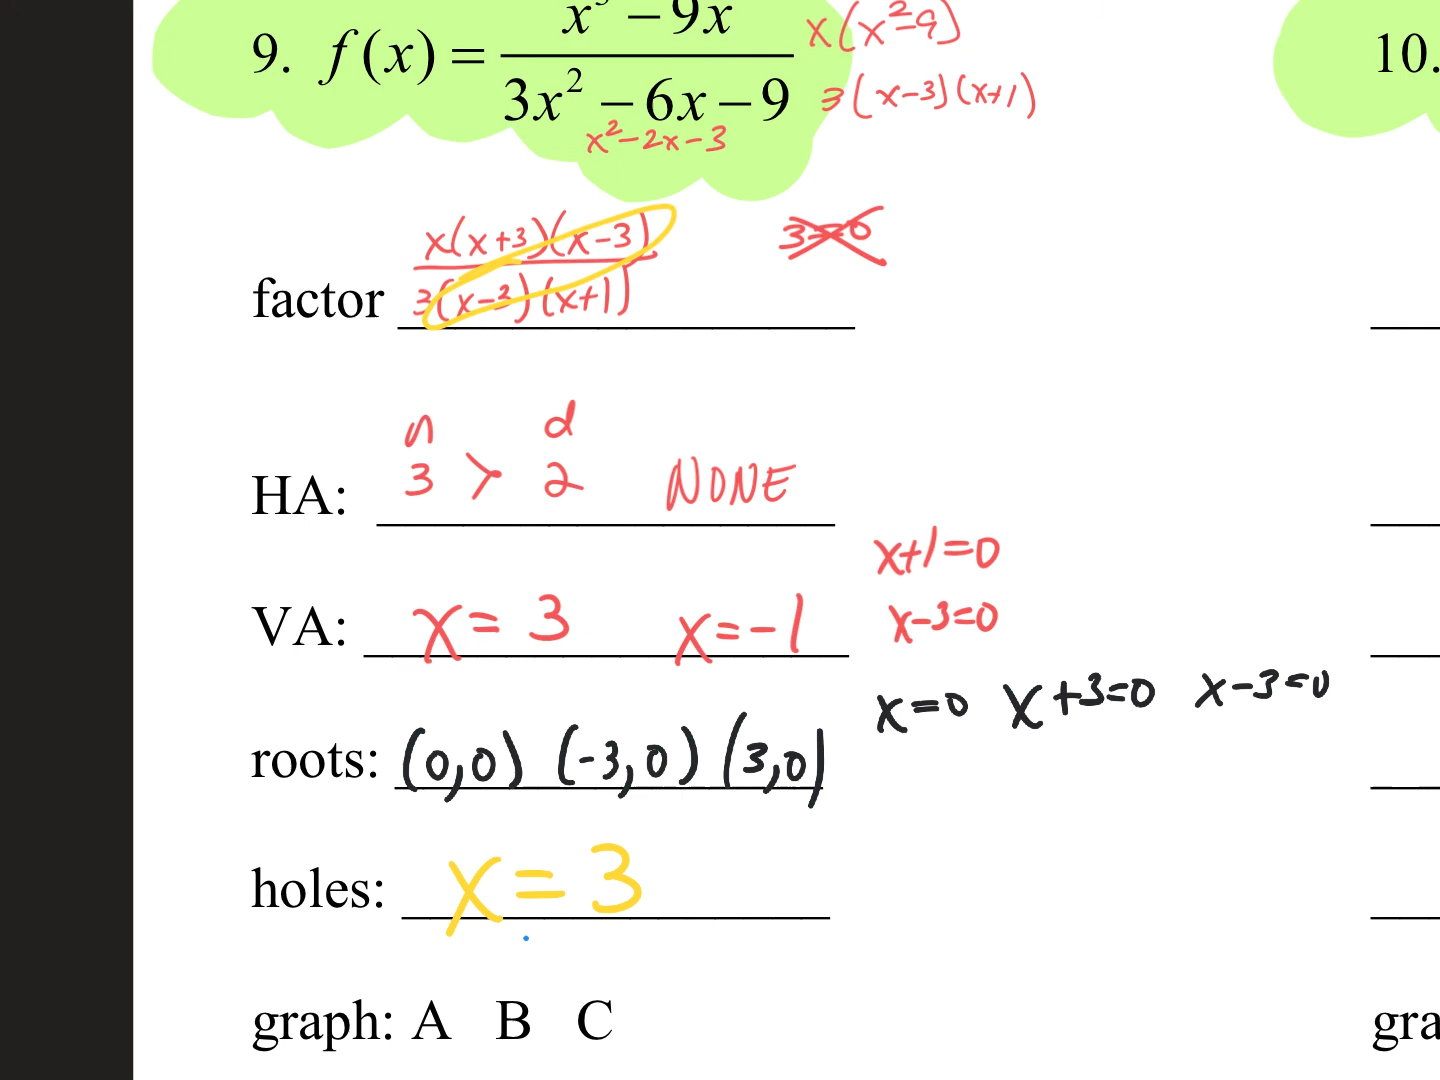 9. f(x) = x³ – 9x / 3x² – 6x – 9
x(x²-9)
3(x-3)(x+1)
x²-2x-3
10.
factor x(x+3)(x-3) / 3(x-3)(x+1)
3=0
n d
HA: 3 > 2 NONE
x+1=0
VA: x = 3 x=-1
x-3=0
x=0 x+3=0 x-3=0
roots: (0,0) (-3,0) (3,0)
holes: x = 3
graph: A B C
gra